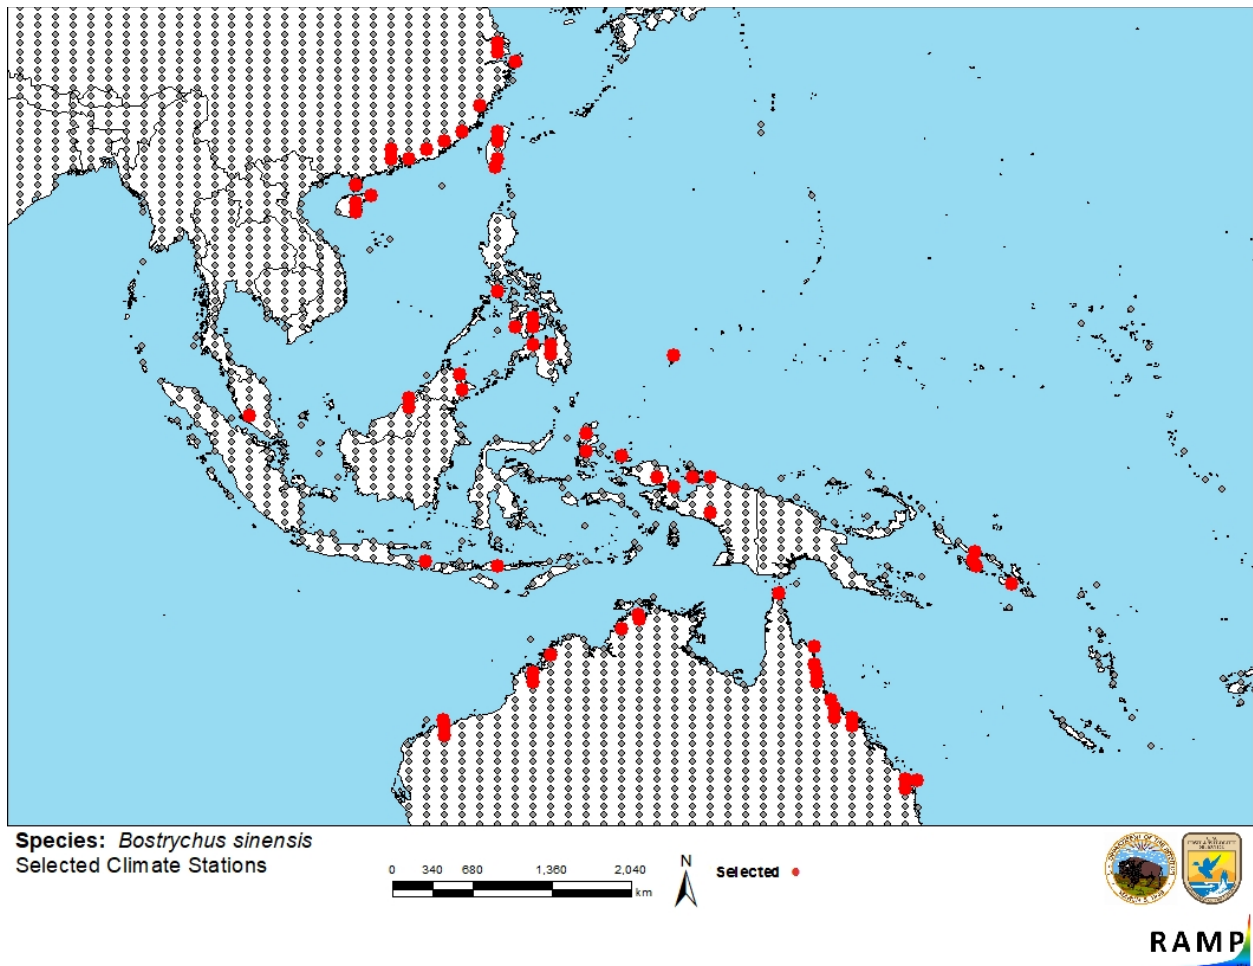 Species: Bostrychus sinensis
Selected Climate Stations
0 340 680 1,360 2,040
km
N
Selected
RAMP